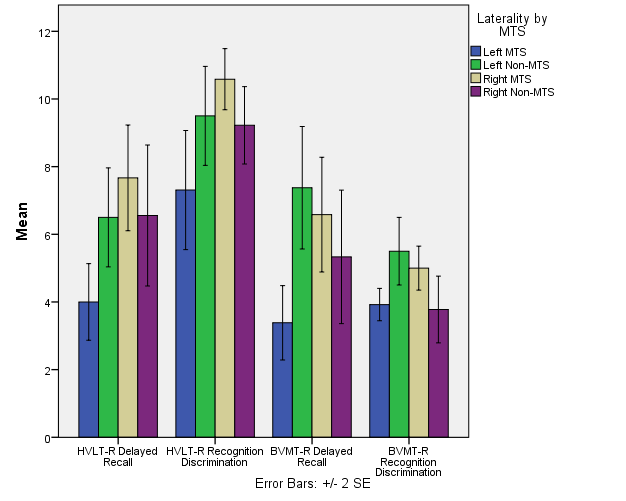 Laterality by
MTS
Left MTS
Left Non-MTS
Right MTS
Right Non-MTS
Mean
12
10
8
6
4
2
0
HVLT-R Delayed
Recall
HVLT-R Recognition
Discrimination
BVMT-R Delayed
Recall
BVMT-R
Recognition
Discrimination
Error Bars: +/- 2 SE